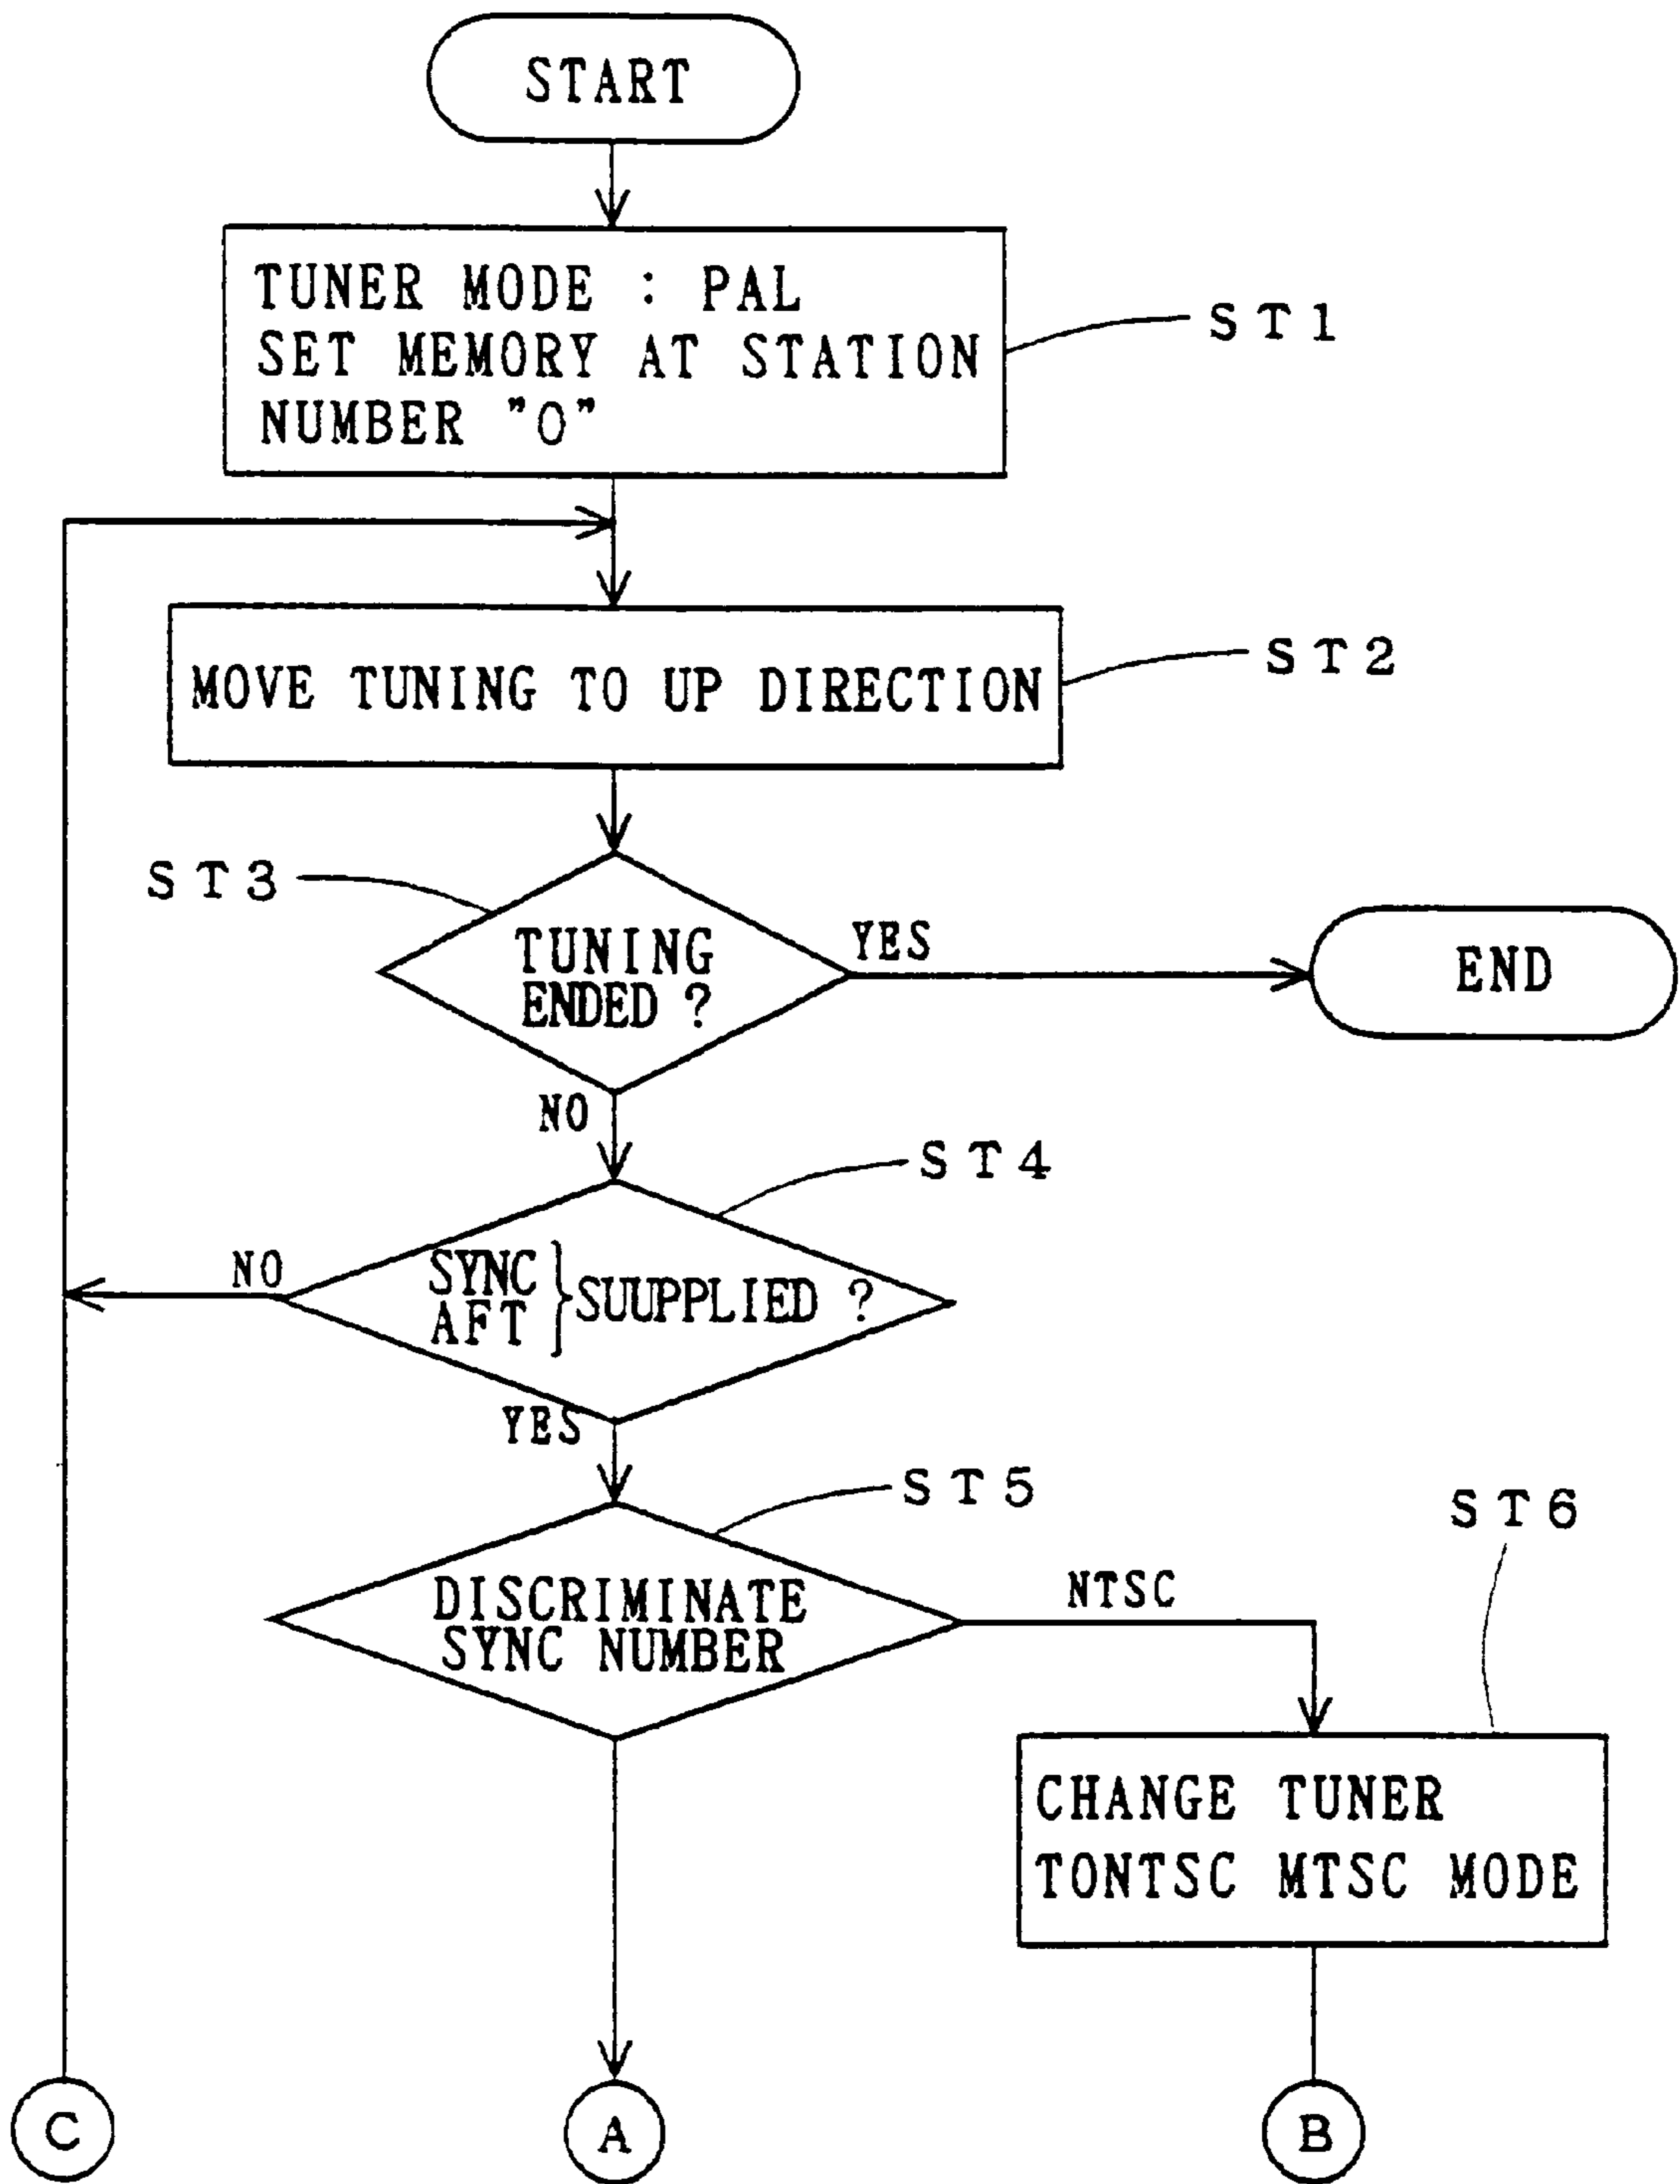 START
TUNER MODE : PAL
SET MEMORY AT STATION
NUMBER "0"
ST1
MOVE TUNING TO UP DIRECTION
ST2
ST3
TUNING
ENDED ?
YES
END
NO
ST4
SYNC
AFT
} SUUPPLIED ?
NO
YES
ST5
DISCRIMINATE
SYNC NUMBER
NTSC
ST6
CHANGE TUNER
TONTSC MTSC MODE
C
A
B